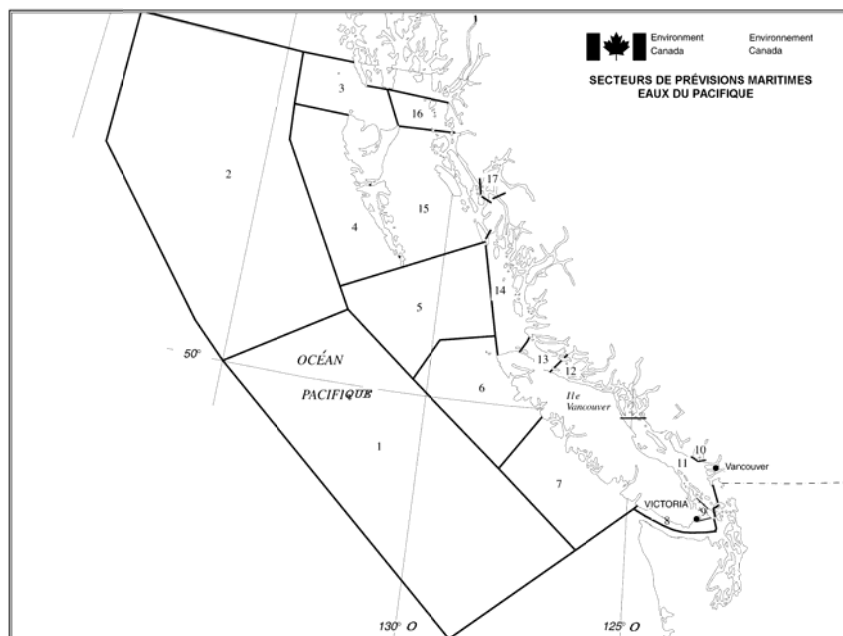 Environment
Canada
Environnement
Canada
SECTEURS DE PRÉVISIONS MARITIMES
EAUX DU PACIFIQUE
3
16
2
17
15
4
14
5
50°
OCÉAN
PACIFIQUE
13
12
6
Ile
Vancouver
1
10
11
Vancouver
7
VICTORIA
9
8
130° O
125° O